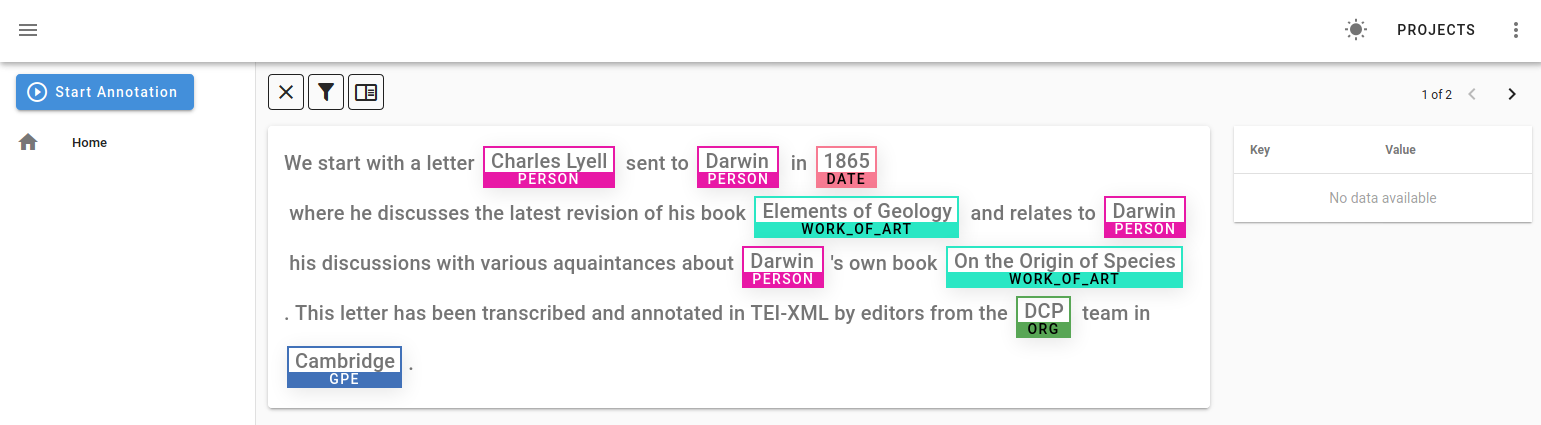 PROJECTS
Start Annotation
Home
1 of 2
We start with a letter Charles Lyell sent to Darwin in 1865
PERSON PERSON DATE
where he discusses the latest revision of his book Elements of Geology and relates to Darwin
WORK_OF_ART PERSON
his discussions with various aquaintances about Darwin 's own book On the Origin of Species
PERSON WORK_OF_ART
. This letter has been transcribed and annotated in TEI-XML by editors from the DCP team in
ORG
Cambridge .
GPE
Key Value
No data available